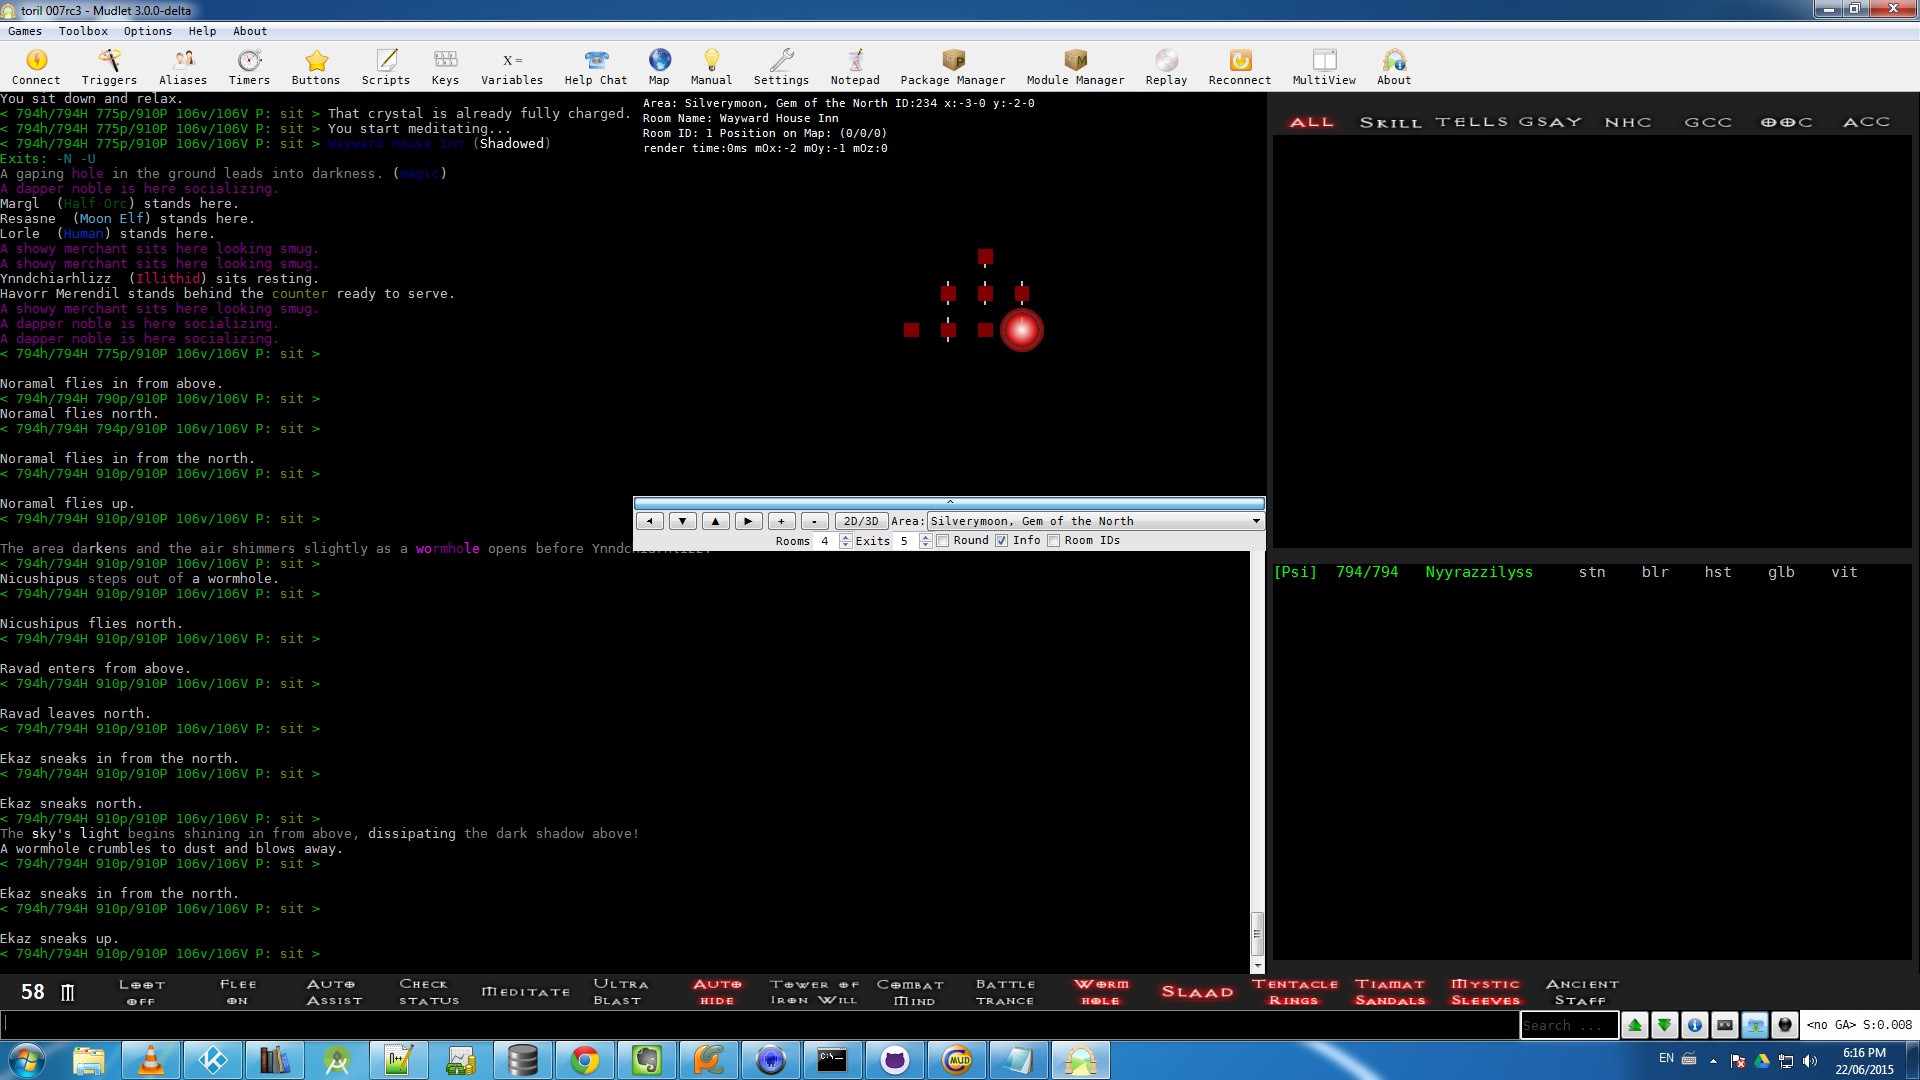 toril 007rc3 - Mudlet 3.0.0-delta
Games Toolbox Options Help About
Connect Triggers Aliases Timers Buttons Scripts Keys Variables Help Chat Map Manual Settings Notepad Package Manager Module Manager Replay Reconnect MultiView About
X =
You sit down and relax.
< 794h/794H 775p/910P 106v/106V P: sit > That crystal is already fully charged.
< 794h/794H 775p/910P 106v/106V P: sit > You start meditating...
< 794h/794H 775p/910P 106v/106V P: sit > Wayward House Inn (Shadowed)
Exits: -N -U
A gaping hole in the ground leads into darkness. (magic)
A dapper noble is here socializing.
Margl (Half-Orc) stands here.
Resasne (Moon Elf) stands here.
Lorle (Human) stands here.
A showy merchant sits here looking smug.
A showy merchant sits here looking smug.
Ynndchiarhlizz (Illithid) sits resting.
Havorr Merendil stands behind the counter ready to serve.
A showy merchant sits here looking smug.
A dapper noble is here socializing.
A dapper noble is here socializing.
< 794h/794H 775p/910P 106v/106V P: sit >
Noramal flies in from above.
< 794h/794H 790p/910P 106v/106V P: sit >
Noramal flies north.
< 794h/794H 794p/910P 106v/106V P: sit >
Noramal flies in from the north.
< 794h/794H 910p/910P 106v/106V P: sit >
Noramal flies up.
< 794h/794H 910p/910P 106v/106V P: sit >
The area darkens and the air shimmers slightly as a wormhole opens before Ynndchiarhlizz.
< 794h/794H 910p/910P 106v/106V P: sit >
Nicushipus steps out of a wormhole.
< 794h/794H 910p/910P 106v/106V P: sit >
Nicushipus flies north.
< 794h/794H 910p/910P 106v/106V P: sit >
Ravad enters from above.
< 794h/794H 910p/910P 106v/106V P: sit >
Ravad leaves north.
< 794h/794H 910p/910P 106v/106V P: sit >
Ekaz sneaks in from the north.
< 794h/794H 910p/910P 106v/106V P: sit >
Ekaz sneaks north.
< 794h/794H 910p/910P 106v/106V P: sit >
The sky's light begins shining in from above, dissipating the dark shadow above!
A wormhole crumbles to dust and blows away.
< 794h/794H 910p/910P 106v/106V P: sit >
Ekaz sneaks in from the north.
< 794h/794H 910p/910P 106v/106V P: sit >
Ekaz sneaks up.
< 794h/794H 910p/910P 106v/106V P: sit >
Area: Silverymoon, Gem of the North ID:234 x:-3-0 y:-2-0
Room Name: Wayward House Inn
Room ID: 1 Position on Map: (0/0/0)
render time:0ms mOx:-2 mOy:-1 mOz:0
+ - 2D/3D Area: Silverymoon, Gem of the North
Rooms 4 Exits 5 Round Info Room IDs
ALL SKILL TELLS GSAY NHC GCC OOC ACC
[Psi] 794/794 Nyyrazzilyss stn blr hst glb vit
58
LOOT OFF
FLEE ON
AUTO ASSIST
CHECK STATUS
MEDITATE
ULTRA BLAST
AUTO HIDE
TOWER OF IRON WILL
COMBAT MIND
BATTLE TRANCE
WORM HOLE
SLAAD
TENTACLE RINGS
TIAMAT SANDALS
MYSTIC SLEEVES
ANCIENT STAFF
Search ...
<no GA> S:0.008
C:\
MUD
EN
6:16 PM
22/06/2015